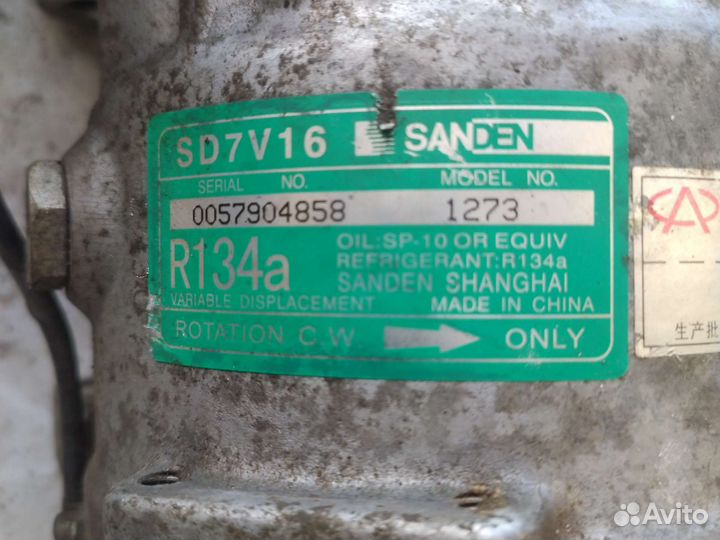 SD7V16 SANDEN
SERIAL NO. MODEL NO.
0057904858 1273
R134a
OIL:SP-10 OR EQUIV
REFRIGERANT:R134a
SANDEN SHANGHAI
VARIABLE DISPLACEMENT MADE IN CHINA
ROTATION C.W. ONLY
生产批
Avito